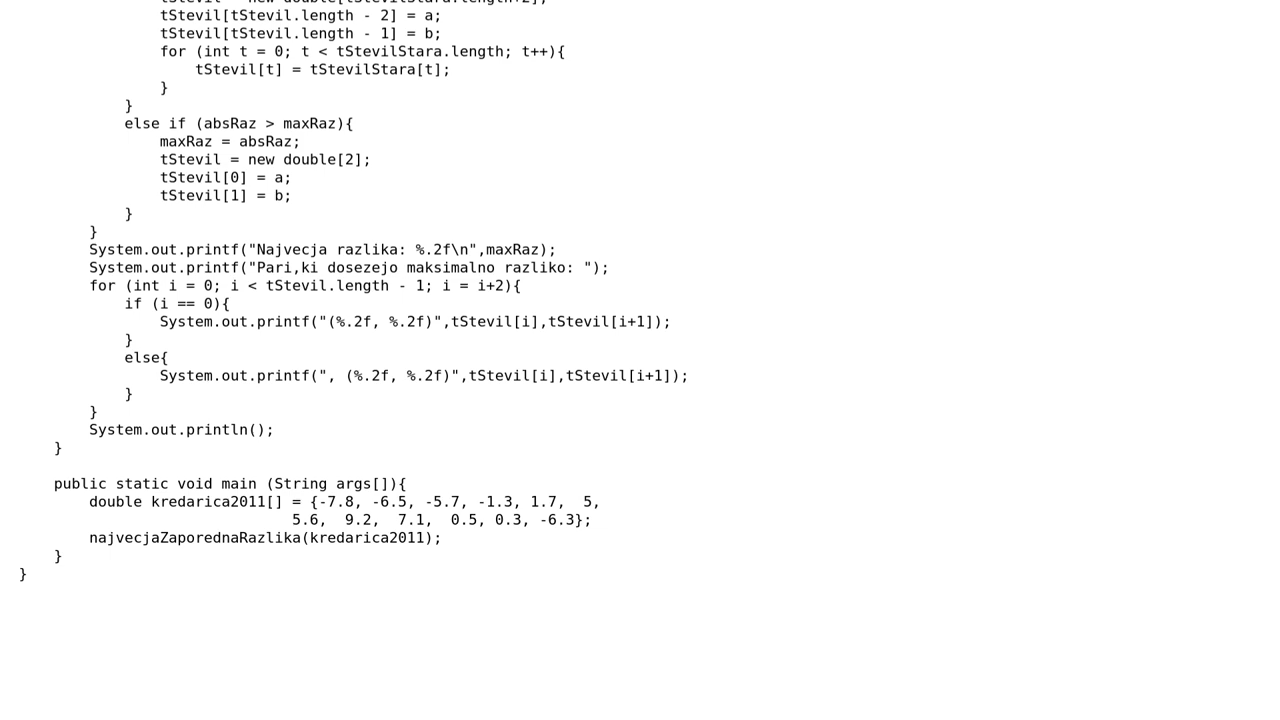 tStevil[tStevil.length - 2] = a;
                tStevil[tStevil.length - 1] = b;
                for (int t = 0; t < tStevilStara.length; t++){
                    tStevil[t] = tStevilStara[t];
                }
            }
            else if (absRaz > maxRaz){
                maxRaz = absRaz;
                tStevil = new double[2];
                tStevil[0] = a;
                tStevil[1] = b;
            }
        }
        System.out.printf("Najvecja razlika: %.2f\n",maxRaz);
        System.out.printf("Pari,ki dosezejo maksimalno razliko: ");
        for (int i = 0; i < tStevil.length - 1; i = i+2){
            if (i == 0){
                System.out.printf("(%.2f, %.2f)",tStevil[i],tStevil[i+1]);
            }
            else{
                System.out.printf(", (%.2f, %.2f)",tStevil[i],tStevil[i+1]);
            }
        }
        System.out.println();
    }

    public static void main (String args[]){
        double kredarica2011[] = {-7.8, -6.5, -5.7, -1.3, 1.7,  5,
                               5.6,  9.2,  7.1,  0.5, 0.3, -6.3};
        najvecjaZaporednaRazlika(kredarica2011);
    }
}